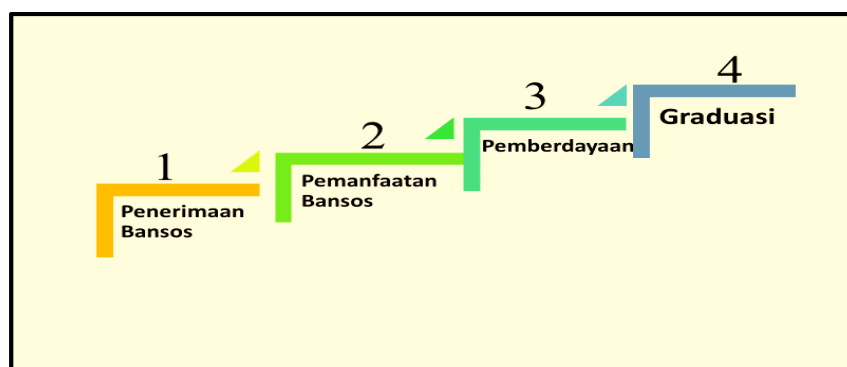 1
Penerimaan
Bansos
2
Pemanfaatan
Bansos
3
Pemberdayaan
4
Graduasi